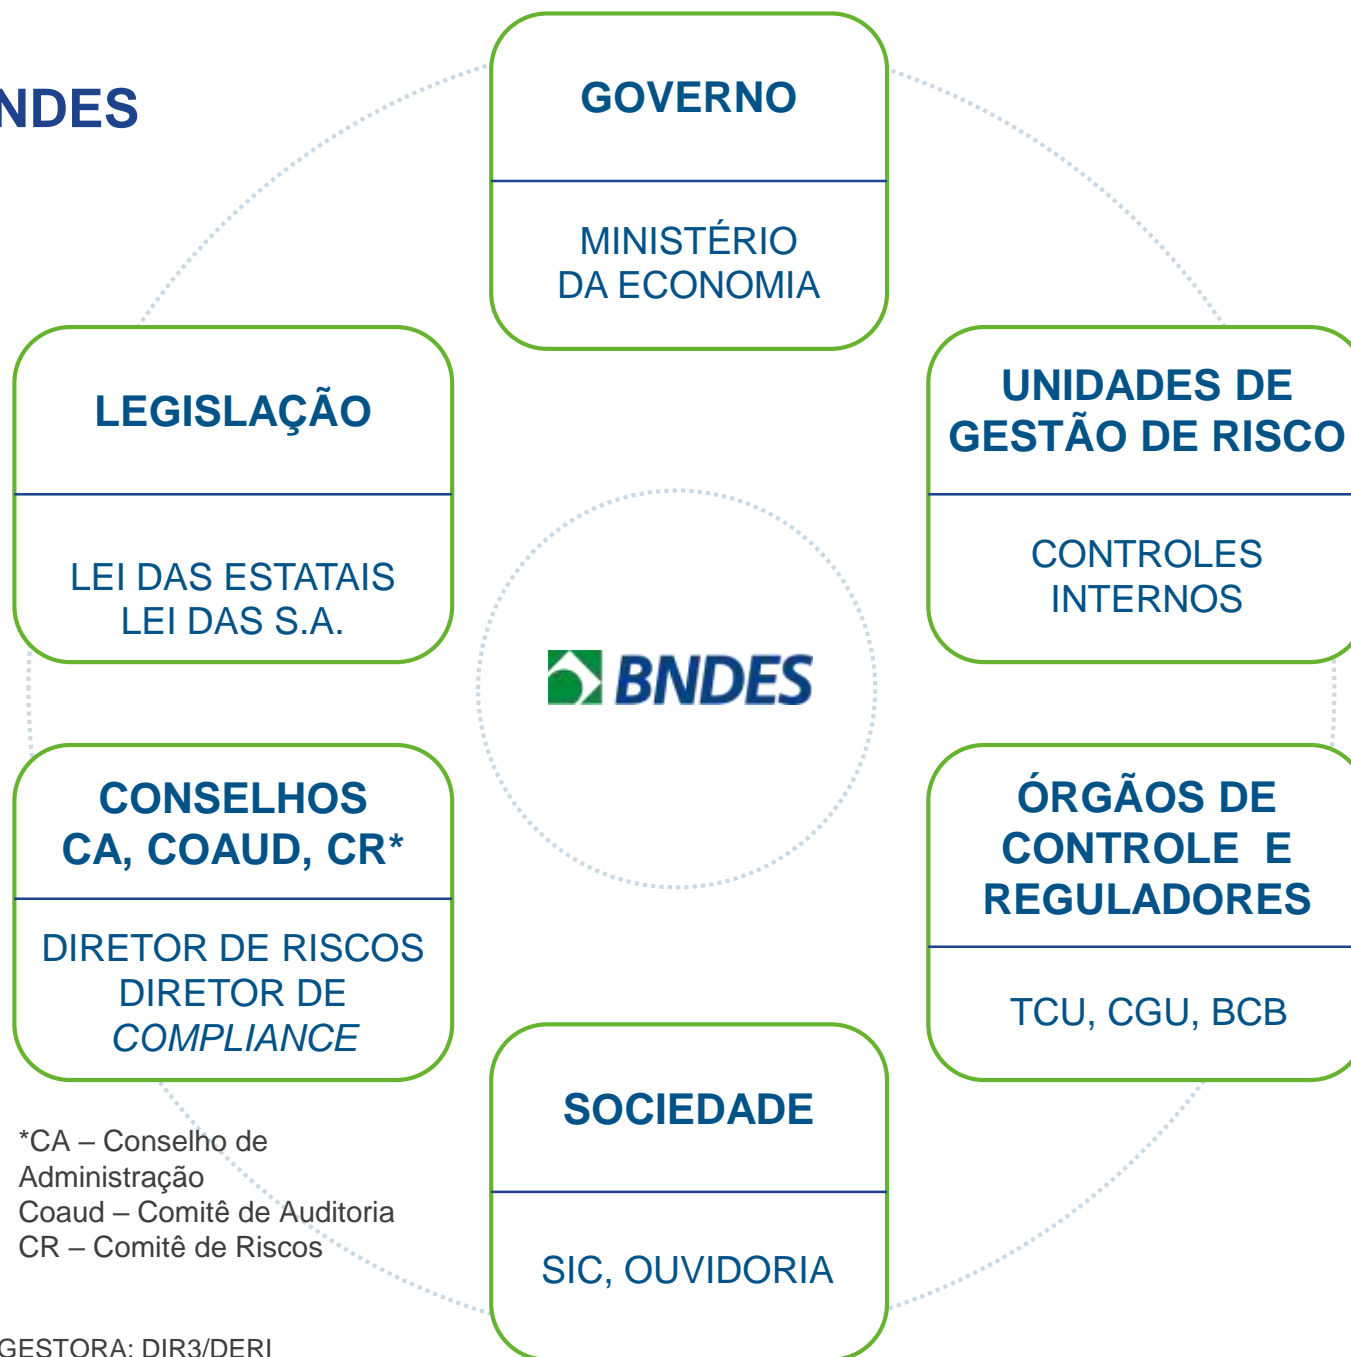 NDES
GOVERNO
MINISTÉRIO
DA ECONOMIA
LEGISLAÇÃO
LEI DAS ESTATAIS
LEI DAS S.A.
UNIDADES DE
GESTÃO DE RISCO
CONTROLES
INTERNOS
BNDES
CONSELHOS
CA, COAUD, CR*
DIRETOR DE RISCOS
DIRETOR DE
COMPLIANCE
ÓRGÃOS DE
CONTROLE E
REGULADORES
TCU, CGU, BCB
SOCIEDADE
SIC, OUVIDORIA
*CA – Conselho de
Administração
Coaud – Comitê de Auditoria
CR – Comitê de Riscos
GESTORA: DIR3/DERI